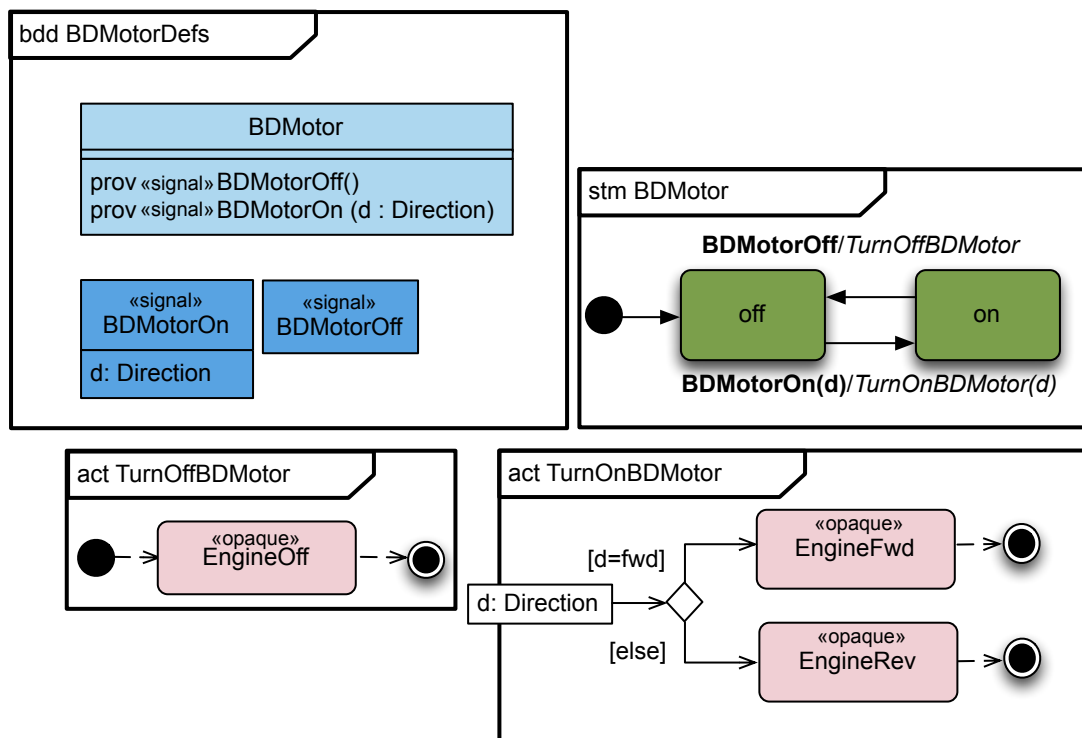 bdd BDMotorDefs
BDMotor
prov «signal» BDMotorOff()
prov «signal» BDMotorOn (d : Direction)
«signal»
BDMotorOn
d: Direction
«signal»
BDMotorOff
stm BDMotor
BDMotorOff/TurnOffBDMotor
off
on
BDMotorOn(d)/TurnOnBDMotor(d)
act TurnOffBDMotor
«opaque»
EngineOff
act TurnOnBDMotor
d: Direction
[d=fwd]
[else]
«opaque»
EngineFwd
«opaque»
EngineRev